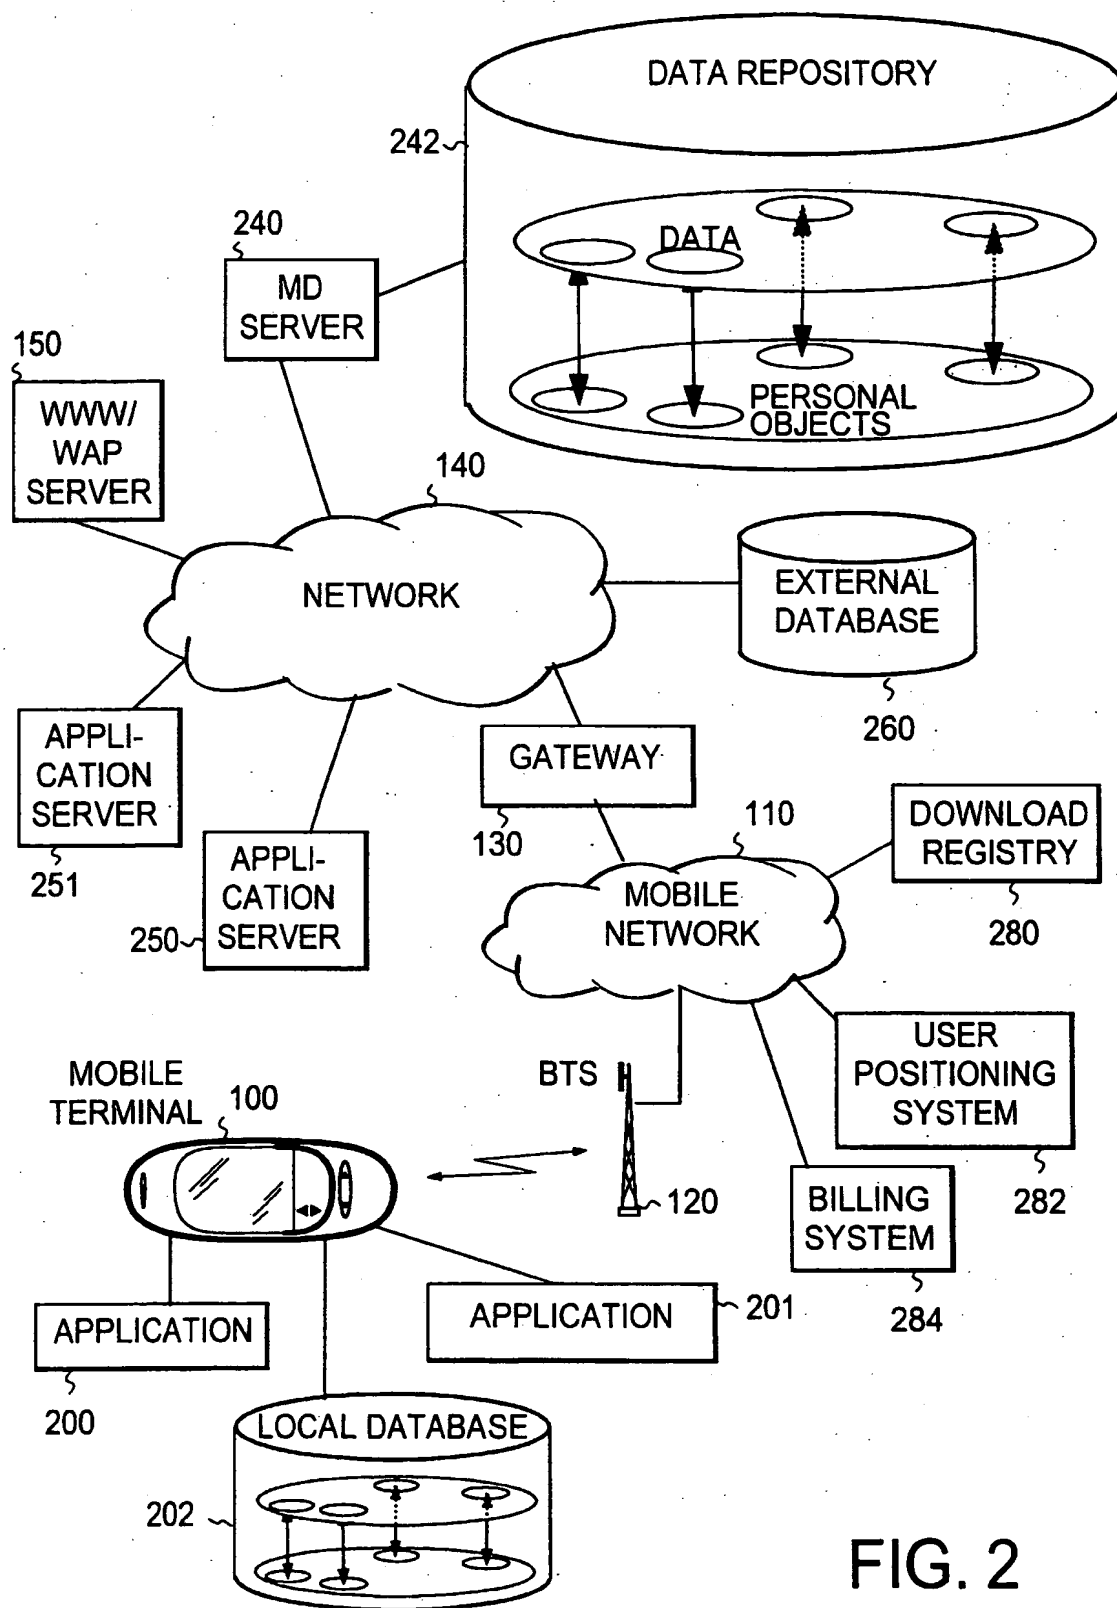 DATA REPOSITORY
242
DATA
PERSONAL
OBJECTS
240
MD
SERVER
150
WWW/
WAP
SERVER
140
NETWORK
EXTERNAL
DATABASE
260
APPLI-
CATION
SERVER
251
APPLI-
CATION
SERVER
250
GATEWAY
130
110
MOBILE
NETWORK
DOWNLOAD
REGISTRY
280
USER
POSITIONING
SYSTEM
282
BILLING
SYSTEM
284
BTS
120
MOBILE
TERMINAL
100
APPLICATION
200
APPLICATION
201
LOCAL DATABASE
202
FIG. 2